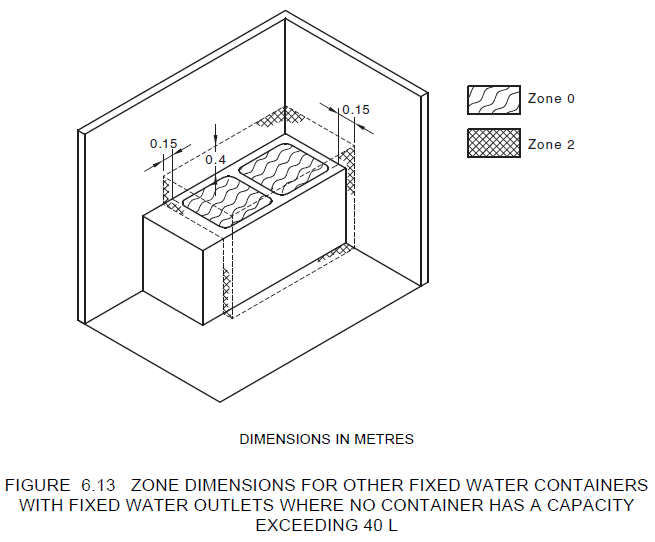 0.15
Zone 0
0.15
Zone 2
0.4
DIMENSIONS IN METRES
FIGURE 6.13 ZONE DIMENSIONS FOR OTHER FIXED WATER CONTAINERS
WITH FIXED WATER OUTLETS WHERE NO CONTAINER HAS A CAPACITY
EXCEEDING 40 L